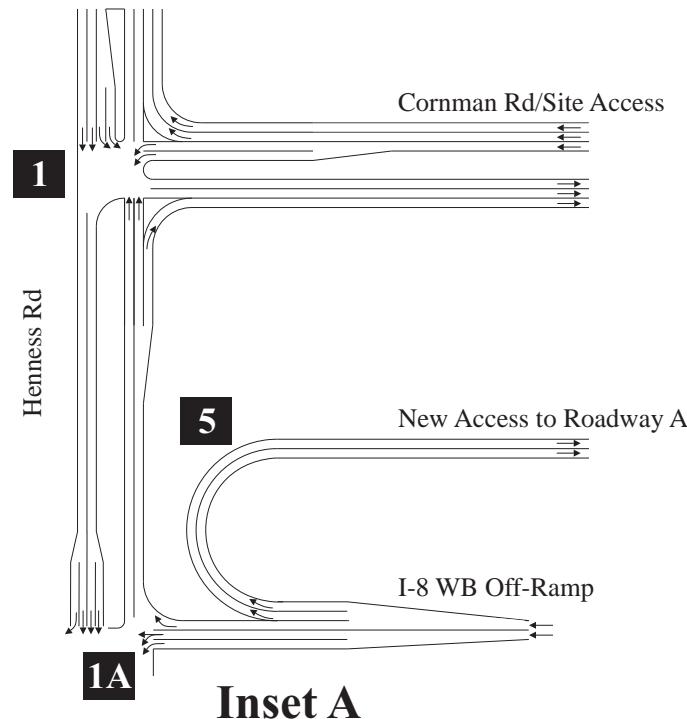 Cornman Rd/Site Access
1
Henness Rd
5
New Access to Roadway A
I-8 WB Off-Ramp
1A
Inset A